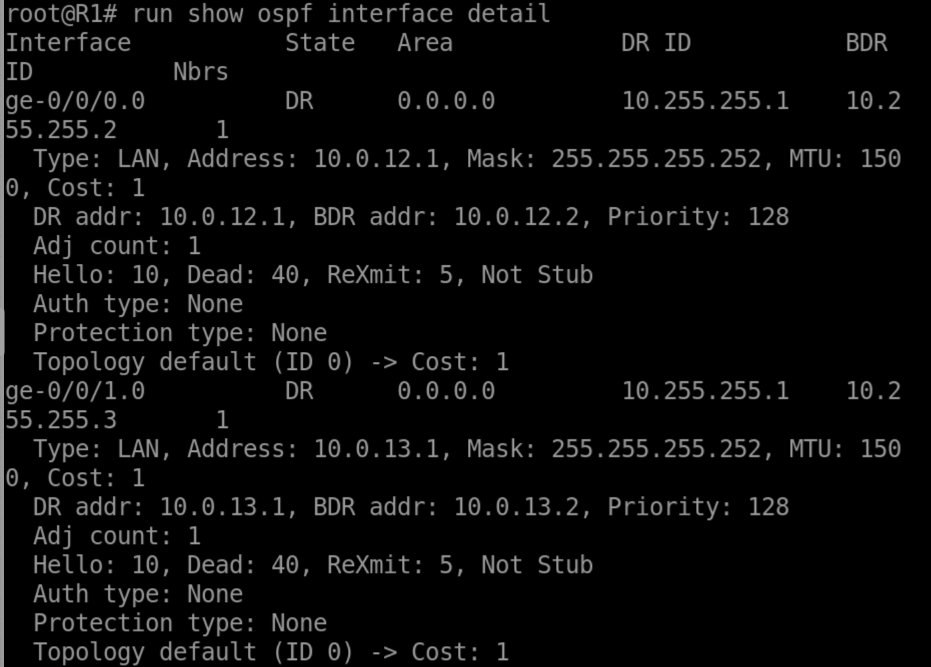 root@R1# run show ospf interface detail
Interface           State   Area            DR ID           BDR
ID          Nbrs
ge-0/0/0.0          DR      0.0.0.0         10.255.255.1    10.2
55.255.2       1
  Type: LAN, Address: 10.0.12.1, Mask: 255.255.255.252, MTU: 150
0, Cost: 1
  DR addr: 10.0.12.1, BDR addr: 10.0.12.2, Priority: 128
  Adj count: 1
  Hello: 10, Dead: 40, ReXmit: 5, Not Stub
  Auth type: None
  Protection type: None
  Topology default (ID 0) -> Cost: 1
ge-0/0/1.0          DR      0.0.0.0         10.255.255.1    10.2
55.255.3       1
  Type: LAN, Address: 10.0.13.1, Mask: 255.255.255.252, MTU: 150
0, Cost: 1
  DR addr: 10.0.13.1, BDR addr: 10.0.13.2, Priority: 128
  Adj count: 1
  Hello: 10, Dead: 40, ReXmit: 5, Not Stub
  Auth type: None
  Protection type: None
  Topology default (ID 0) -> Cost: 1